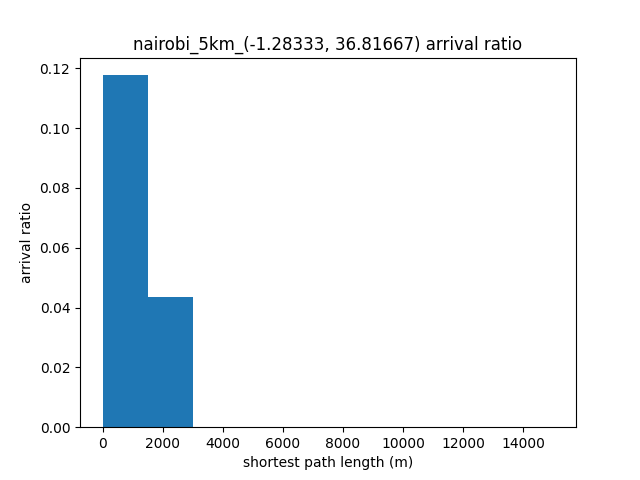 nairobi_5km_(-1.28333, 36.81667) arrival ratio
0.12
0.10
0.08
0.06
0.04
0.02
0.00
arrival ratio
0 2000 4000 6000 8000 10000 12000 14000
shortest path length (m)